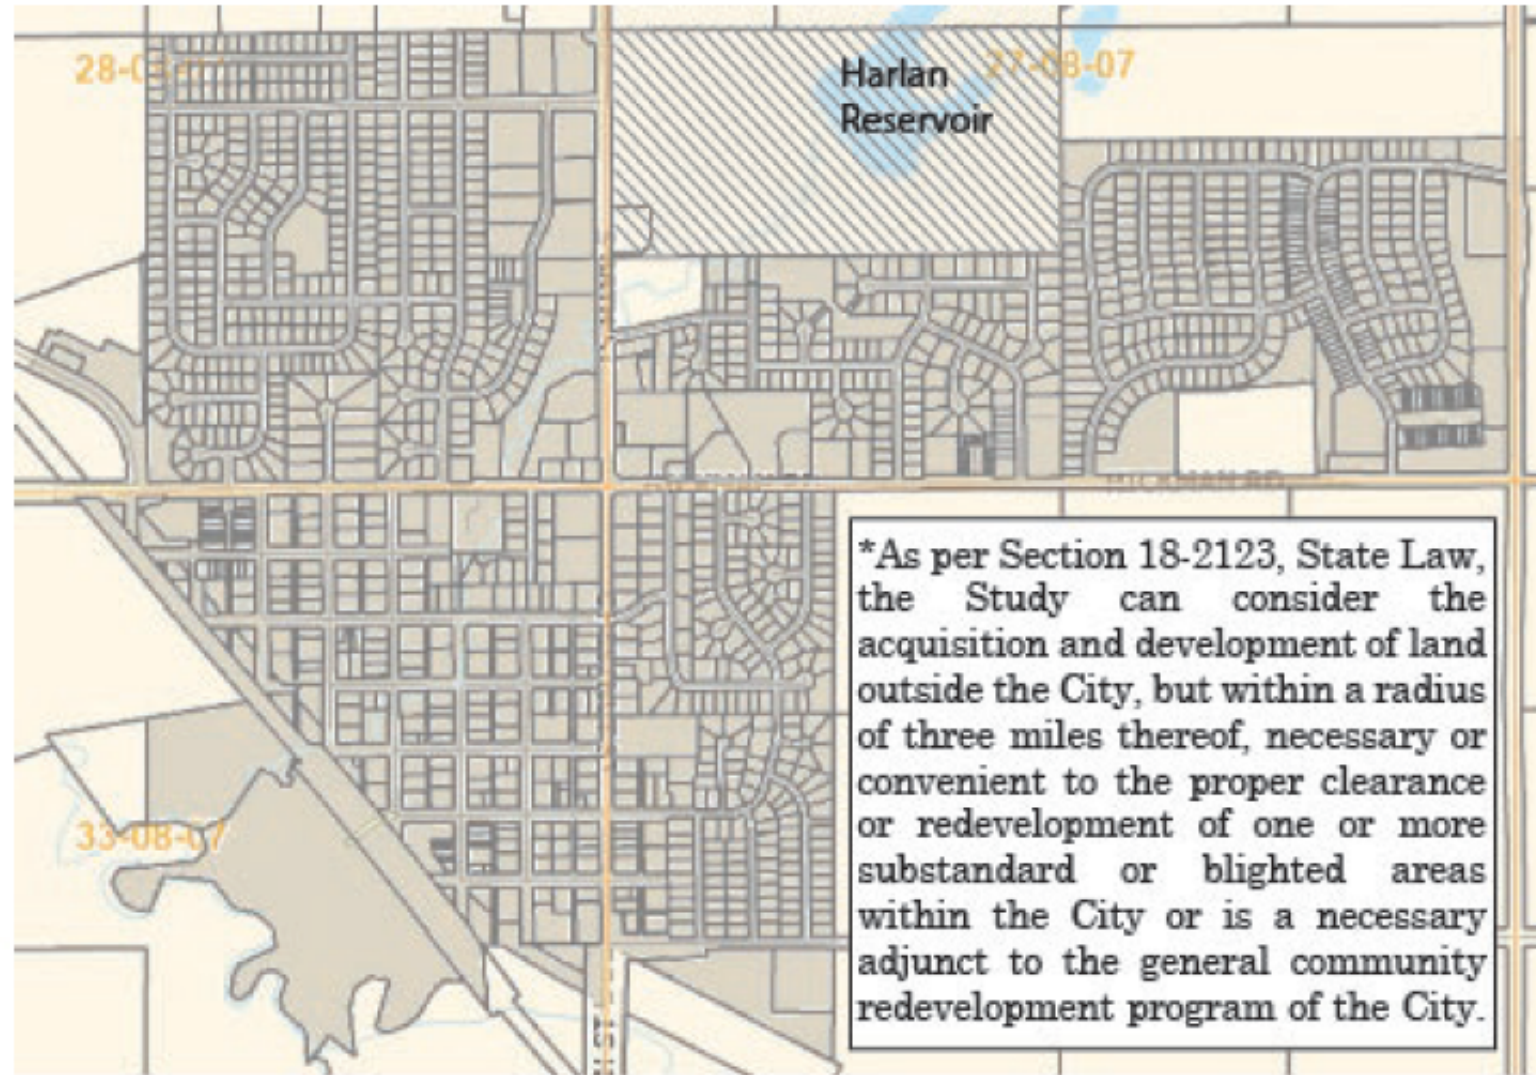 Harlan
27-08-07
Reservoir
HICKMAN RD
*As per Section 18-2123, State Law,
the Study can consider the
acquisition and development of land
outside the City, but within a radius
of three miles thereof, necessary or
convenient to the proper clearance
or redevelopment of one or more
substandard or blighted areas
within the City or is a necessary
adjunct to the general community
redevelopment program of the City.
33-08-07